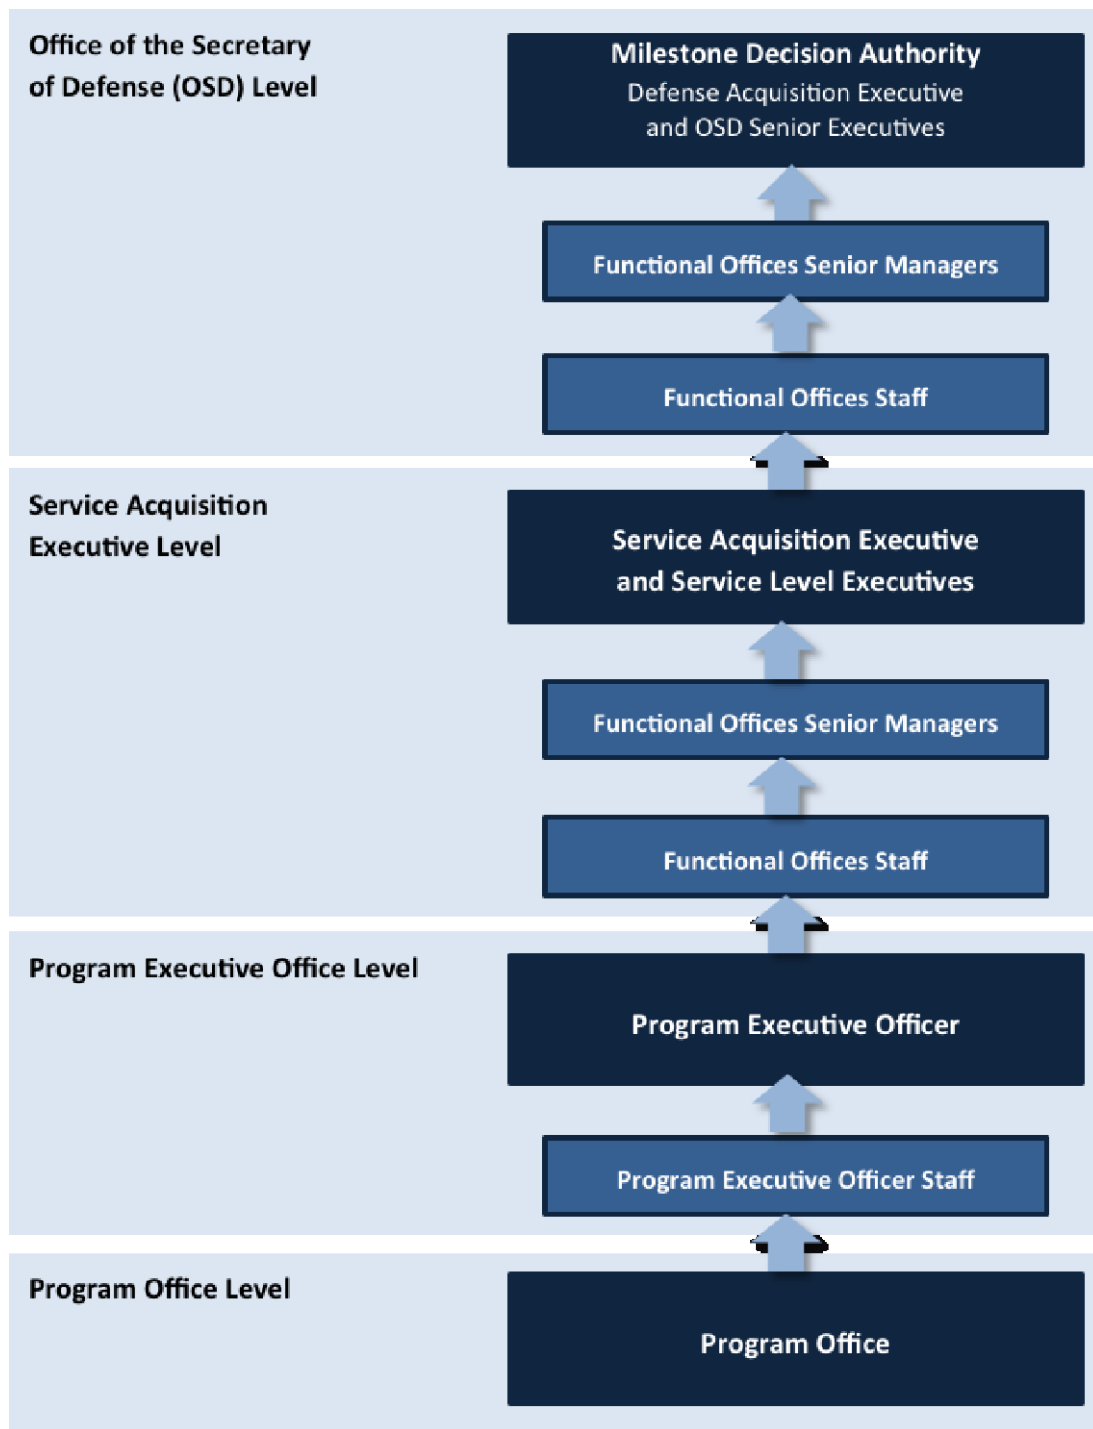 Office of the Secretary
of Defense (OSD) Level
Milestone Decision Authority
Defense Acquisition Executive
and OSD Senior Executives
Functional Offices Senior Managers
Functional Offices Staff
Service Acquisition
Executive Level
Service Acquisition Executive
and Service Level Executives
Functional Offices Senior Managers
Functional Offices Staff
Program Executive Office Level
Program Executive Officer
Program Executive Officer Staff
Program Office Level
Program Office